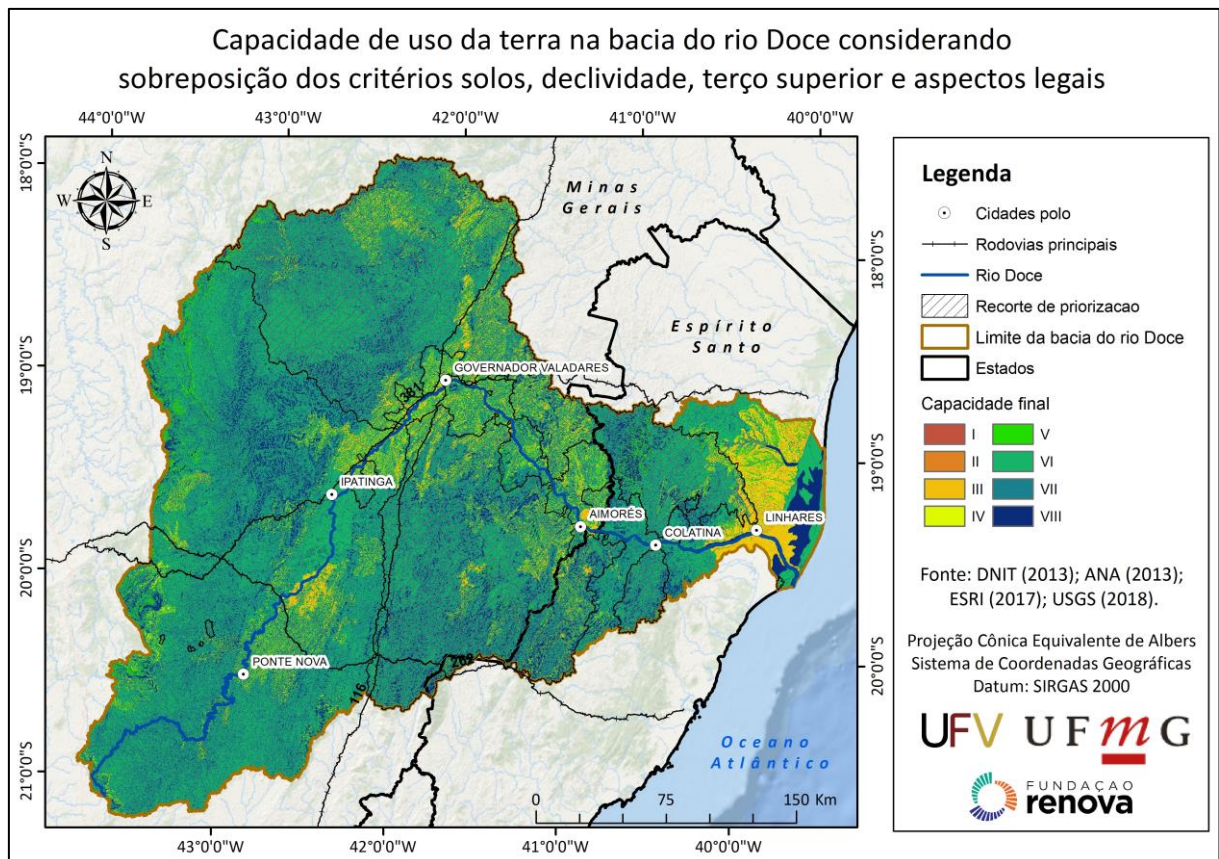 Capacidade de uso da terra na bacia do rio Doce considerando
sobreposição dos critérios solos, declividade, terço superior e aspectos legais
44°0'0"W 43°0'0"W 42°0'0"W 41°0'0"W 40°0'0"W
18°0'0"S
19°0'0"S
20°0'0"S
21°0'0"S
N
W E
S
Minas
Gerais
Espírito
Santo
381
GOVERNADOR VALADARES
IPATINGA
AIMORÉS
COLATINA
LINHARES
PONTE NOVA
262
116
Oceano
Atlântico
0 75 150 Km
18°0'0"S
19°0'0"S
20°0'0"S
43°0'0"W 42°0'0"W 41°0'0"W 40°0'0"W
Legenda
Cidades polo
Rodovias principais
Rio Doce
Recorte de priorizacao
Limite da bacia do rio Doce
Estados
Capacidade final
I V
II VI
III VII
IV VIII
Fonte: DNIT (2013); ANA (2013);
ESRI (2017); USGS (2018).
Projeção Cônica Equivalente de Albers
Sistema de Coordenadas Geográficas
Datum: SIRGAS 2000
UFV UFmG
FUNDAÇÃO
renova